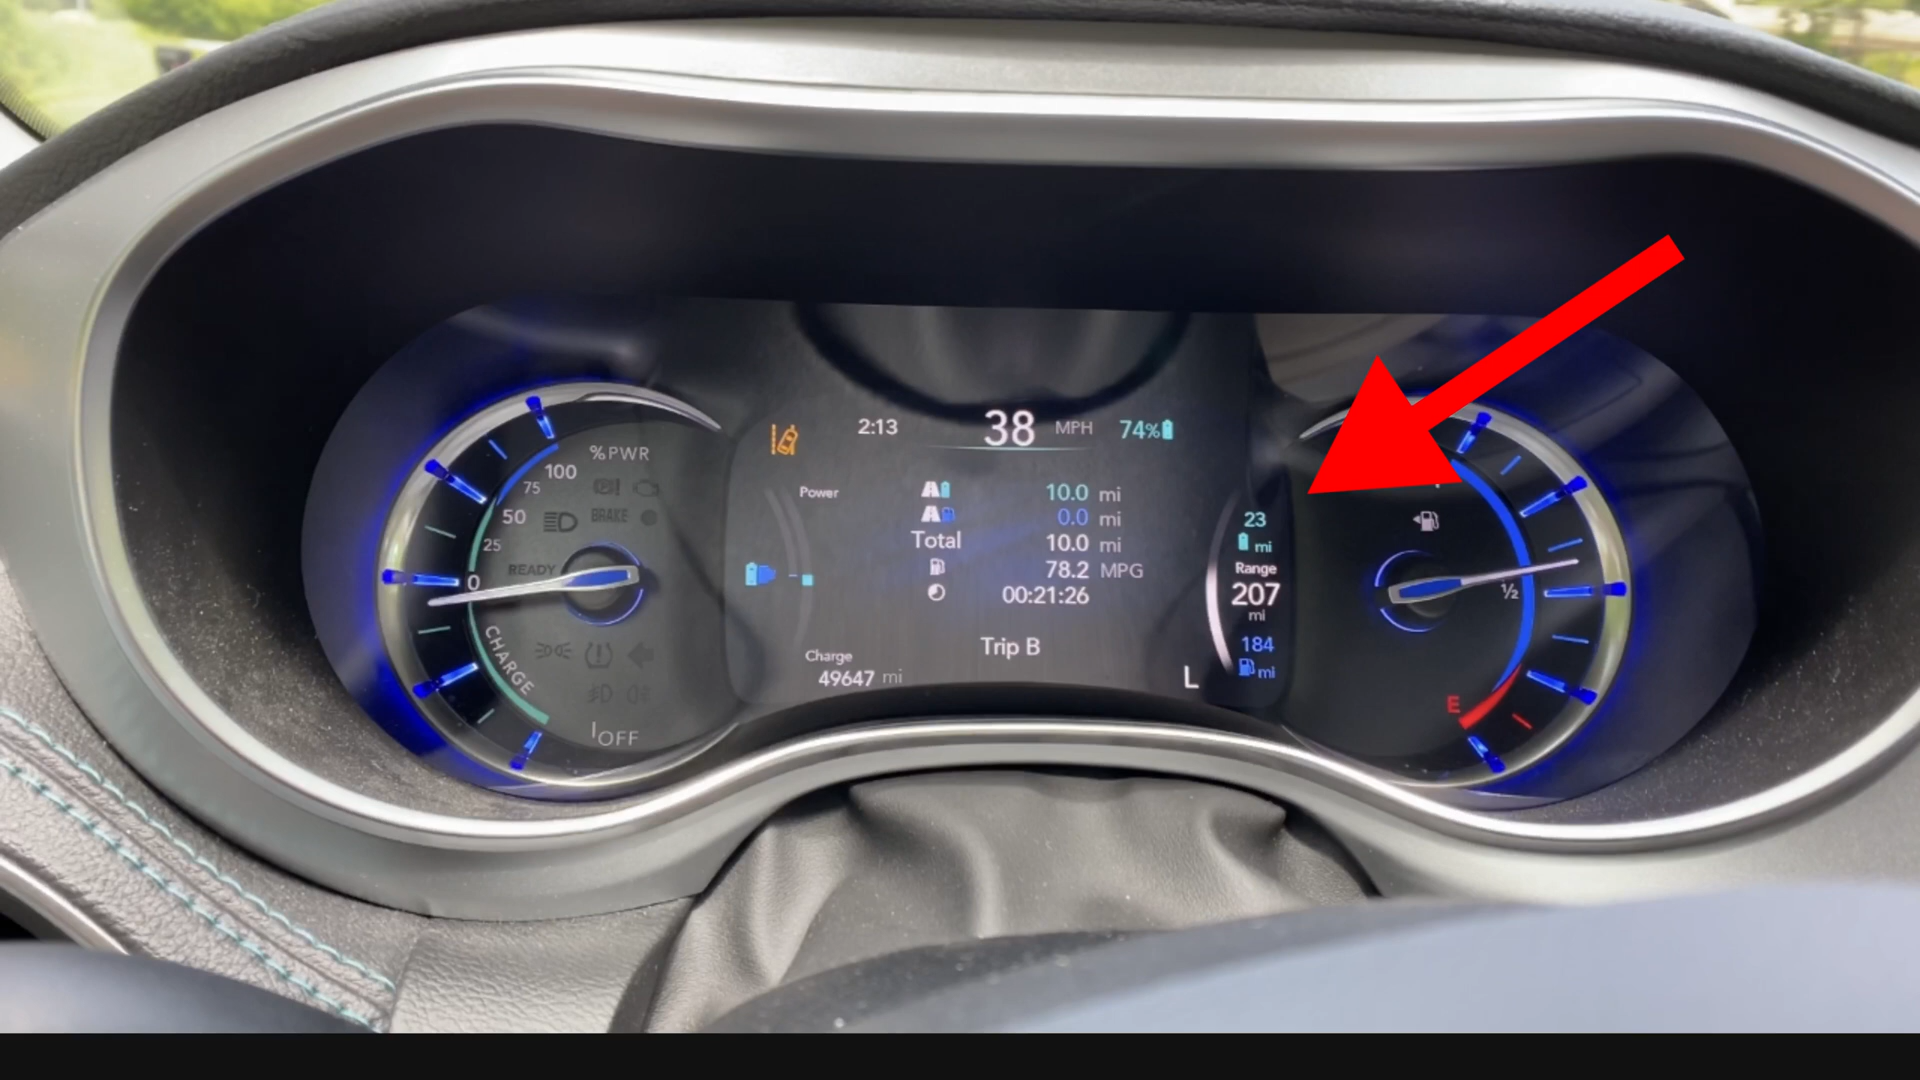 %PWR
100
75
50
25
0
BRAKE
READY
CHARGE
OFF
2:13 38 MPH 74%
Power
10.0 mi
0.0 mi
Total 10.0 mi
78.2 MPG
00:21:26
Trip B
Charge
49647 mi
L
23
mi
Range
207
mi
184
mi
½
E